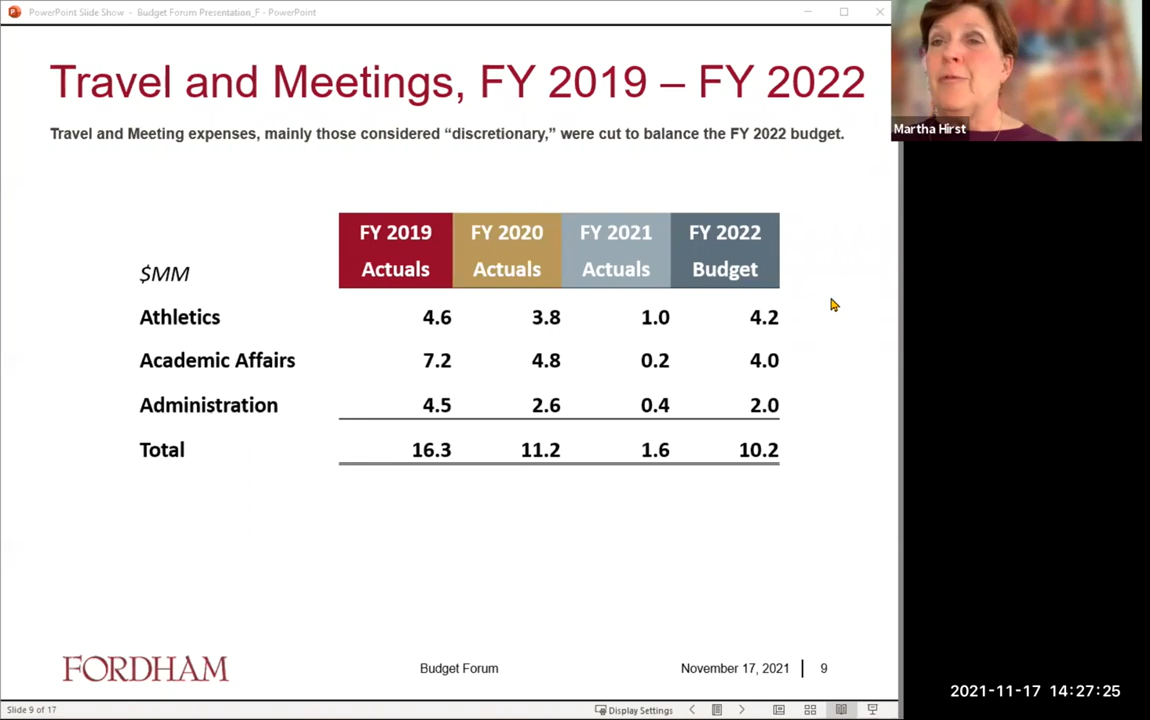 PowerPoint Slide Show - Budget Forum Presentation_F - PowerPoint
Travel and Meetings, FY 2019 – FY 2022
Travel and Meeting expenses, mainly those considered “discretionary,” were cut to balance the FY 2022 budget.
Martha Hirst
FY 2019 FY 2020 FY 2021 FY 2022
$MM Actuals Actuals Actuals Budget
Athletics 4.6 3.8 1.0 4.2
Academic Affairs 7.2 4.8 0.2 4.0
Administration 4.5 2.6 0.4 2.0
Total 16.3 11.2 1.6 10.2
FORDHAM Budget Forum November 17, 2021 9
2021-11-17 14:27:25
Slide 9 of 17 Display Settings